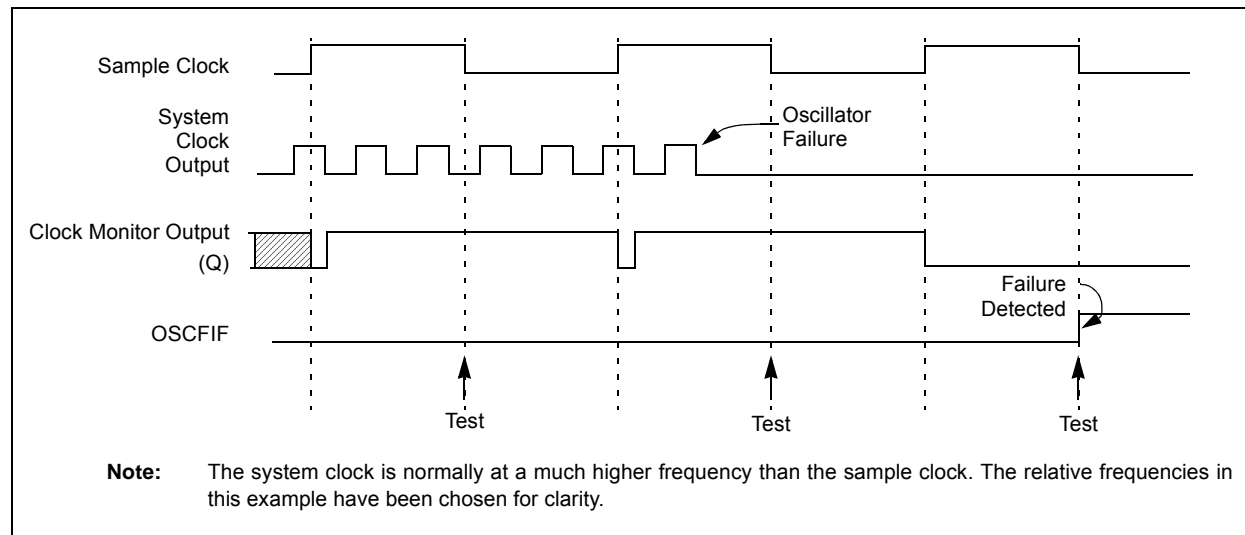 Sample Clock
System
Clock
Output
Oscillator
Failure
Clock Monitor Output
(Q)
Failure
Detected
OSCFIF
Test
Test
Test
Note: The system clock is normally at a much higher frequency than the sample clock. The relative frequencies in
this example have been chosen for clarity.